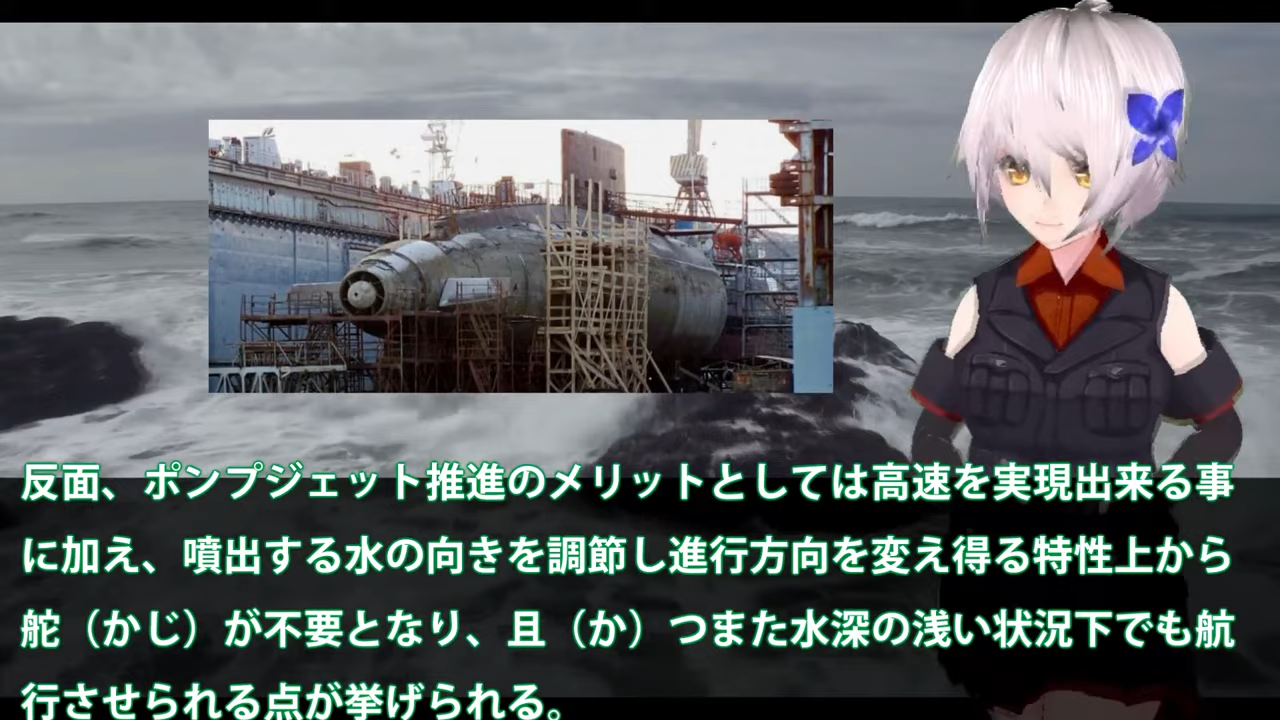 反面、ポンプジェット推進のメリットとしては高速を実現出来る事
に加え、噴出する水の向きを調節し進行方向を変え得る特性上から
舵（かじ）が不要となり、且（か）つまた水深の浅い状況下でも航
行させられる点が挙げられる。